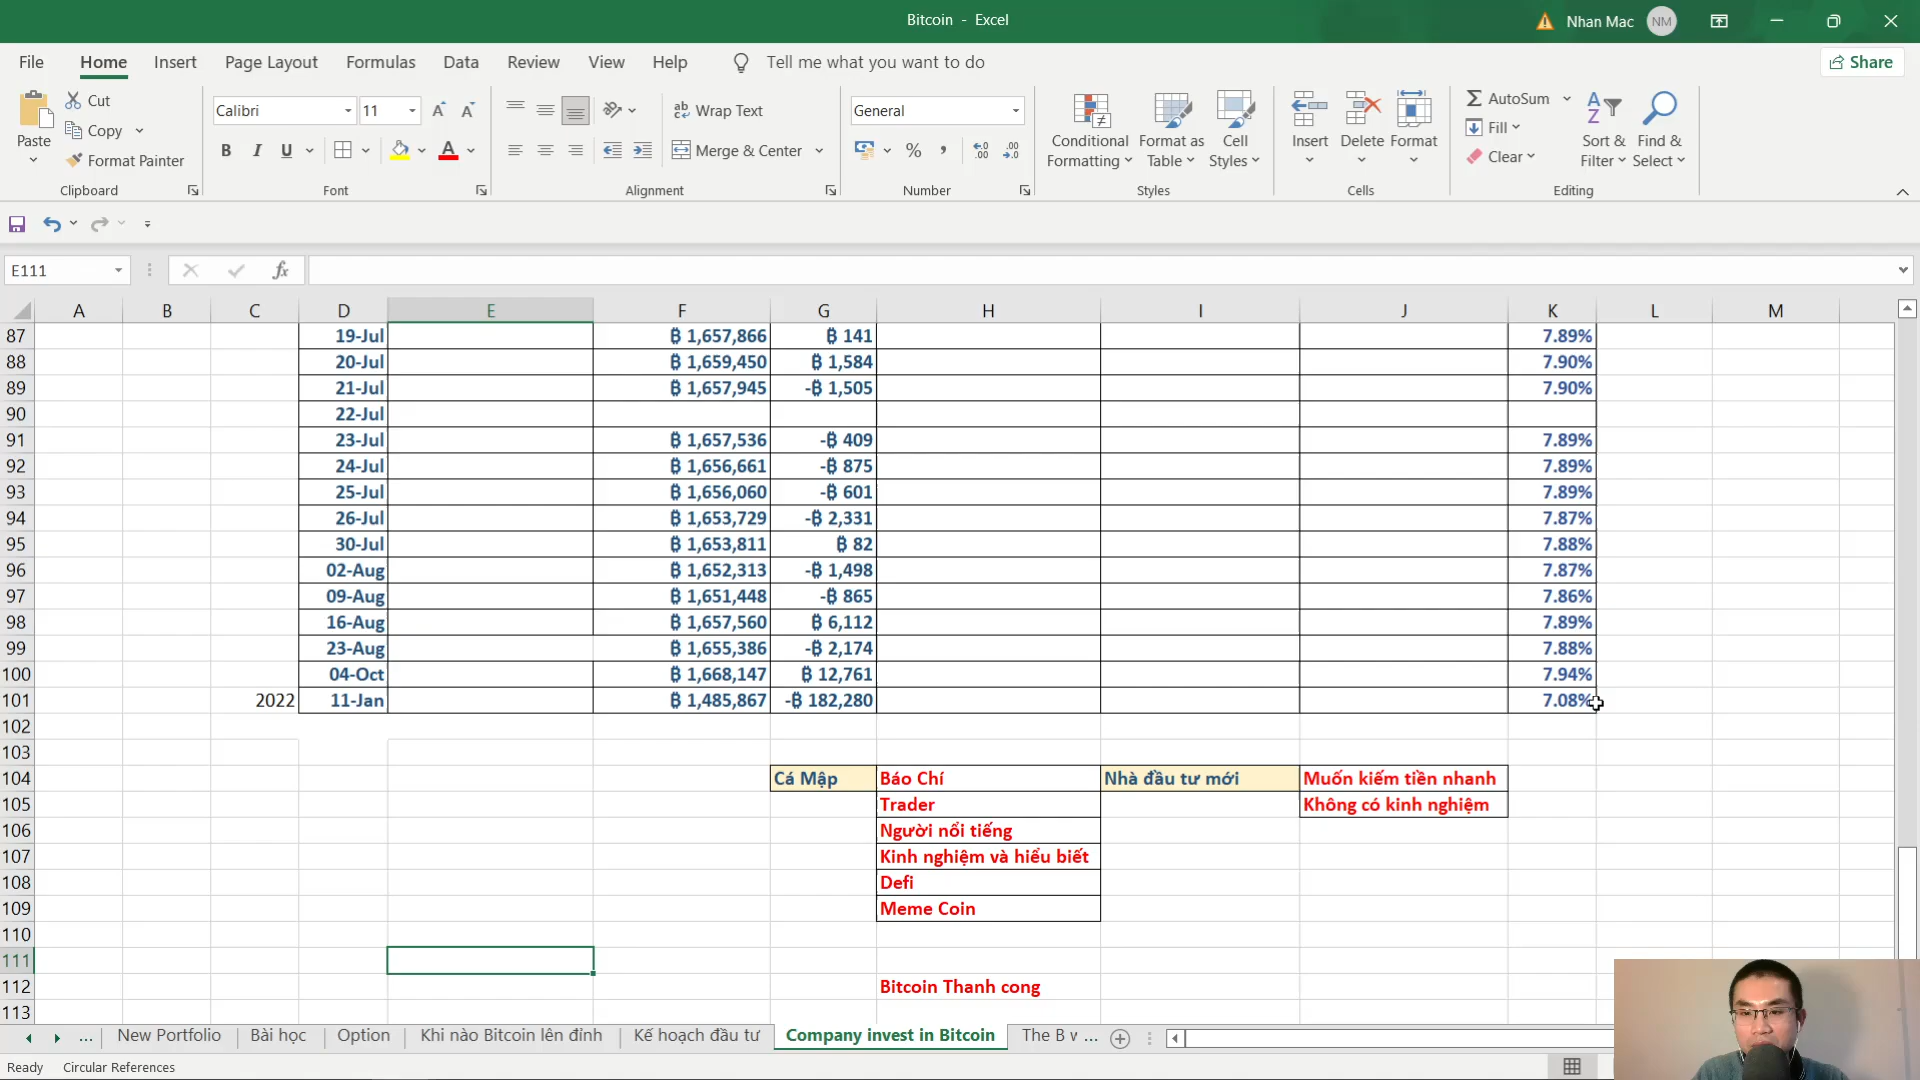 Bitcoin - Excel
Nhan Mac NM
File Home Insert Page Layout Formulas Data Review View Help Tell me what you want to do Share
Paste
Cut
Copy
Format Painter
Clipboard
Calibri 11
B I U
Font
Wrap Text
Merge & Center
Alignment
General
Number
Conditional Formatting
Format as Table
Cell Styles
Styles
Insert Delete Format
Cells
AutoSum
Fill
Clear
Sort & Filter
Find & Select
Editing
E111 fx
A B C D E F G H I J K L M
87 19-Jul ₿ 1,657,866 ₿ 141 7.89%
88 20-Jul ₿ 1,659,450 ₿ 1,584 7.90%
89 21-Jul ₿ 1,657,945 -₿ 1,505 7.90%
90 22-Jul
91 23-Jul ₿ 1,657,536 -₿ 409 7.89%
92 24-Jul ₿ 1,656,661 -₿ 875 7.89%
93 25-Jul ₿ 1,656,060 -₿ 601 7.89%
94 26-Jul ₿ 1,653,729 -₿ 2,331 7.87%
95 30-Jul ₿ 1,653,811 ₿ 82 7.88%
96 02-Aug ₿ 1,652,313 -₿ 1,498 7.87%
97 09-Aug ₿ 1,651,448 -₿ 865 7.86%
98 16-Aug ₿ 1,657,560 ₿ 6,112 7.89%
99 23-Aug ₿ 1,655,386 -₿ 2,174 7.88%
100 04-Oct ₿ 1,668,147 ₿ 12,761 7.94%
101 2022 11-Jan ₿ 1,485,867 -₿ 182,280 7.08%
102
103
104 Cá Mập Báo Chí Nhà đầu tư mới Muốn kiếm tiền nhanh
105 Trader Không có kinh nghiệm
106 Người nổi tiếng
107 Kinh nghiệm và hiểu biết
108 Defi
109 Meme Coin
110
111
112 Bitcoin Thanh cong
113
... New Portfolio Bài học Option Khi nào Bitcoin lên đỉnh Kế hoạch đầu tư Company invest in Bitcoin The B v ...
Ready Circular References